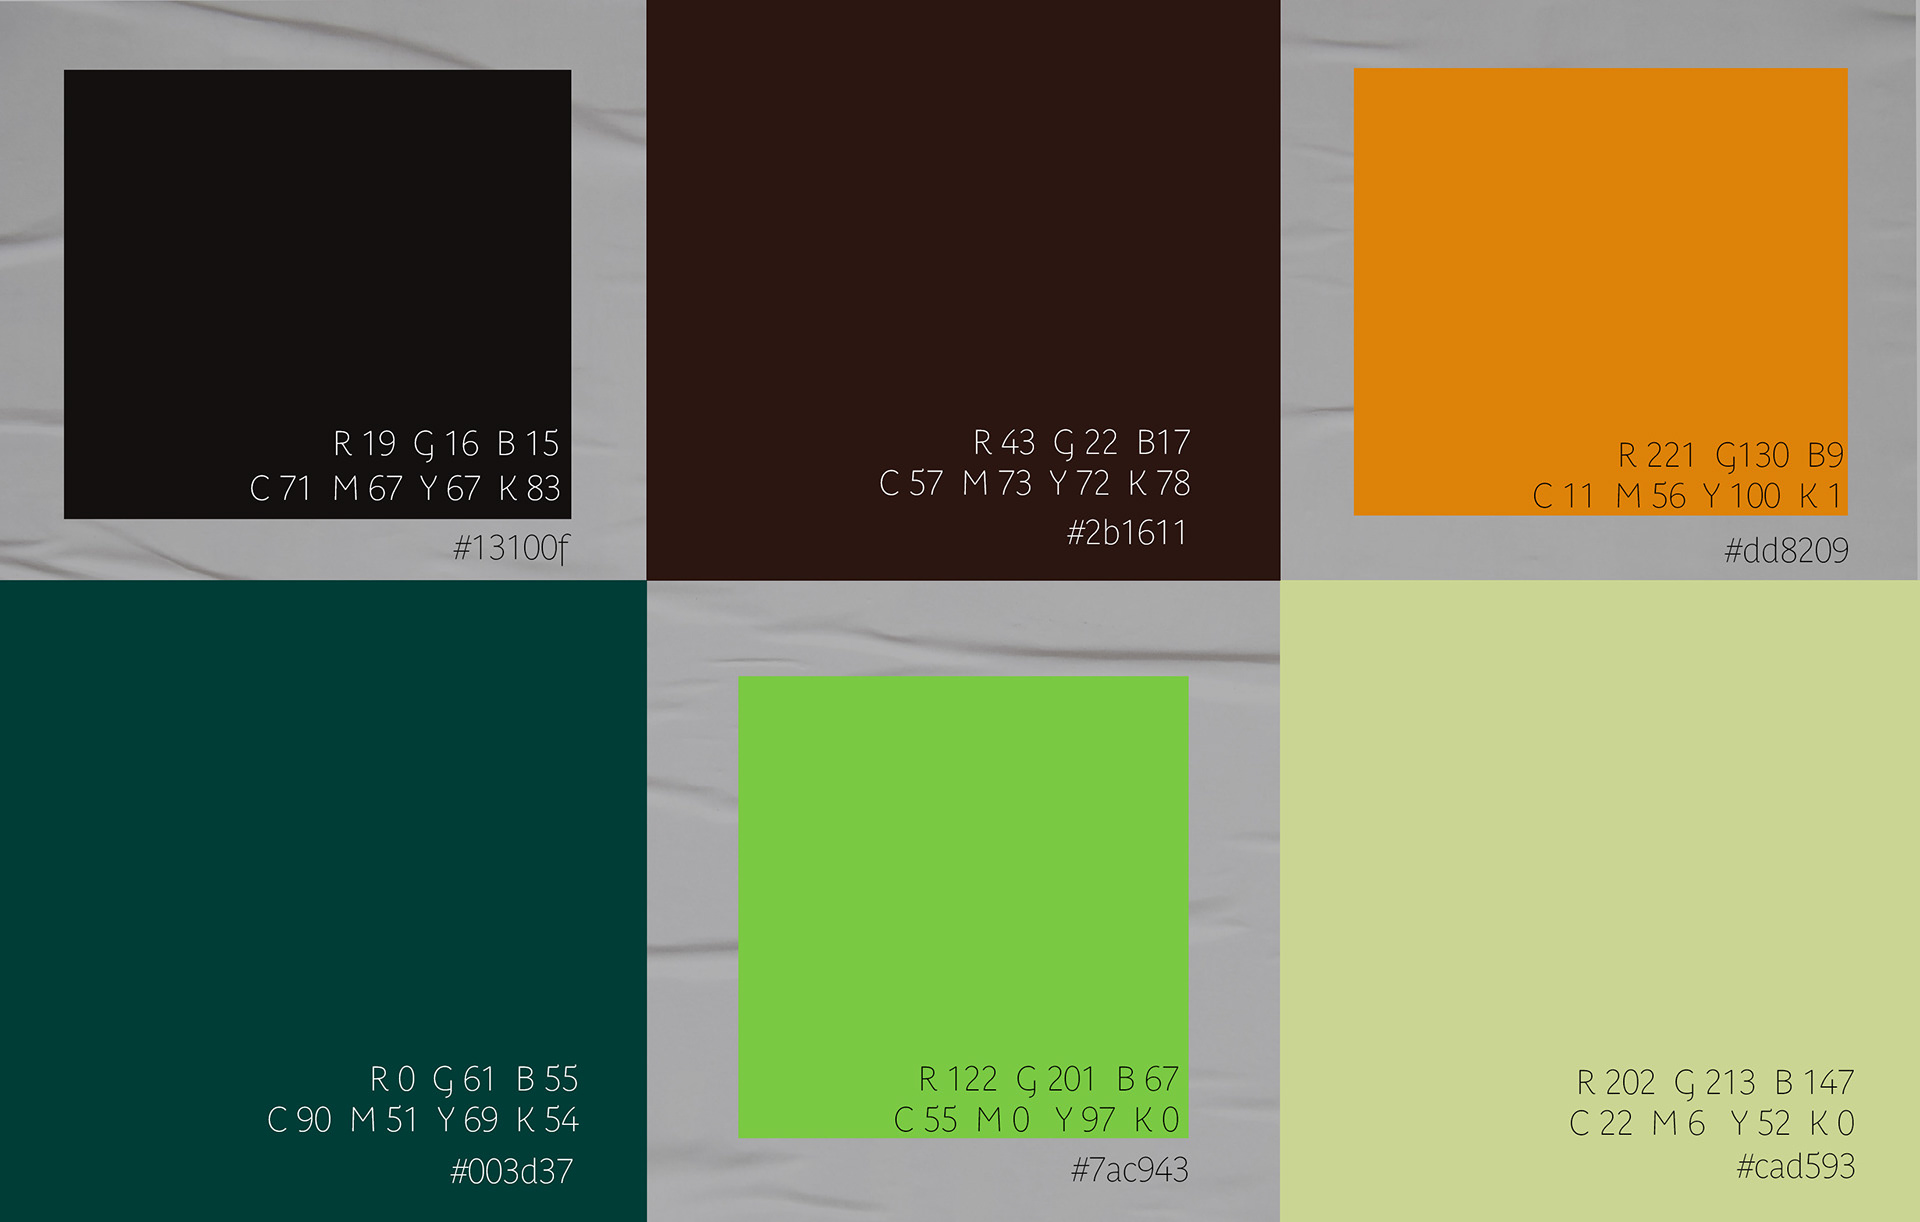 R 19 G 16 B 15
C 71 M 67 Y 67 K 83
#13100f
R 43 G 22 B17
C 57 M 73 Y 72 K 78
#2b1611
R 221 G130 B9
C 11 M 56 Y 100 K 1
#dd8209
R 0 G 61 B 55
C 90 M 51 Y 69 K 54
#003d37
R 122 G 201 B 67
C 55 M 0 Y 97 K 0
#7ac943
R 202 G 213 B 147
C 22 M 6 Y 52 K 0
#cad593